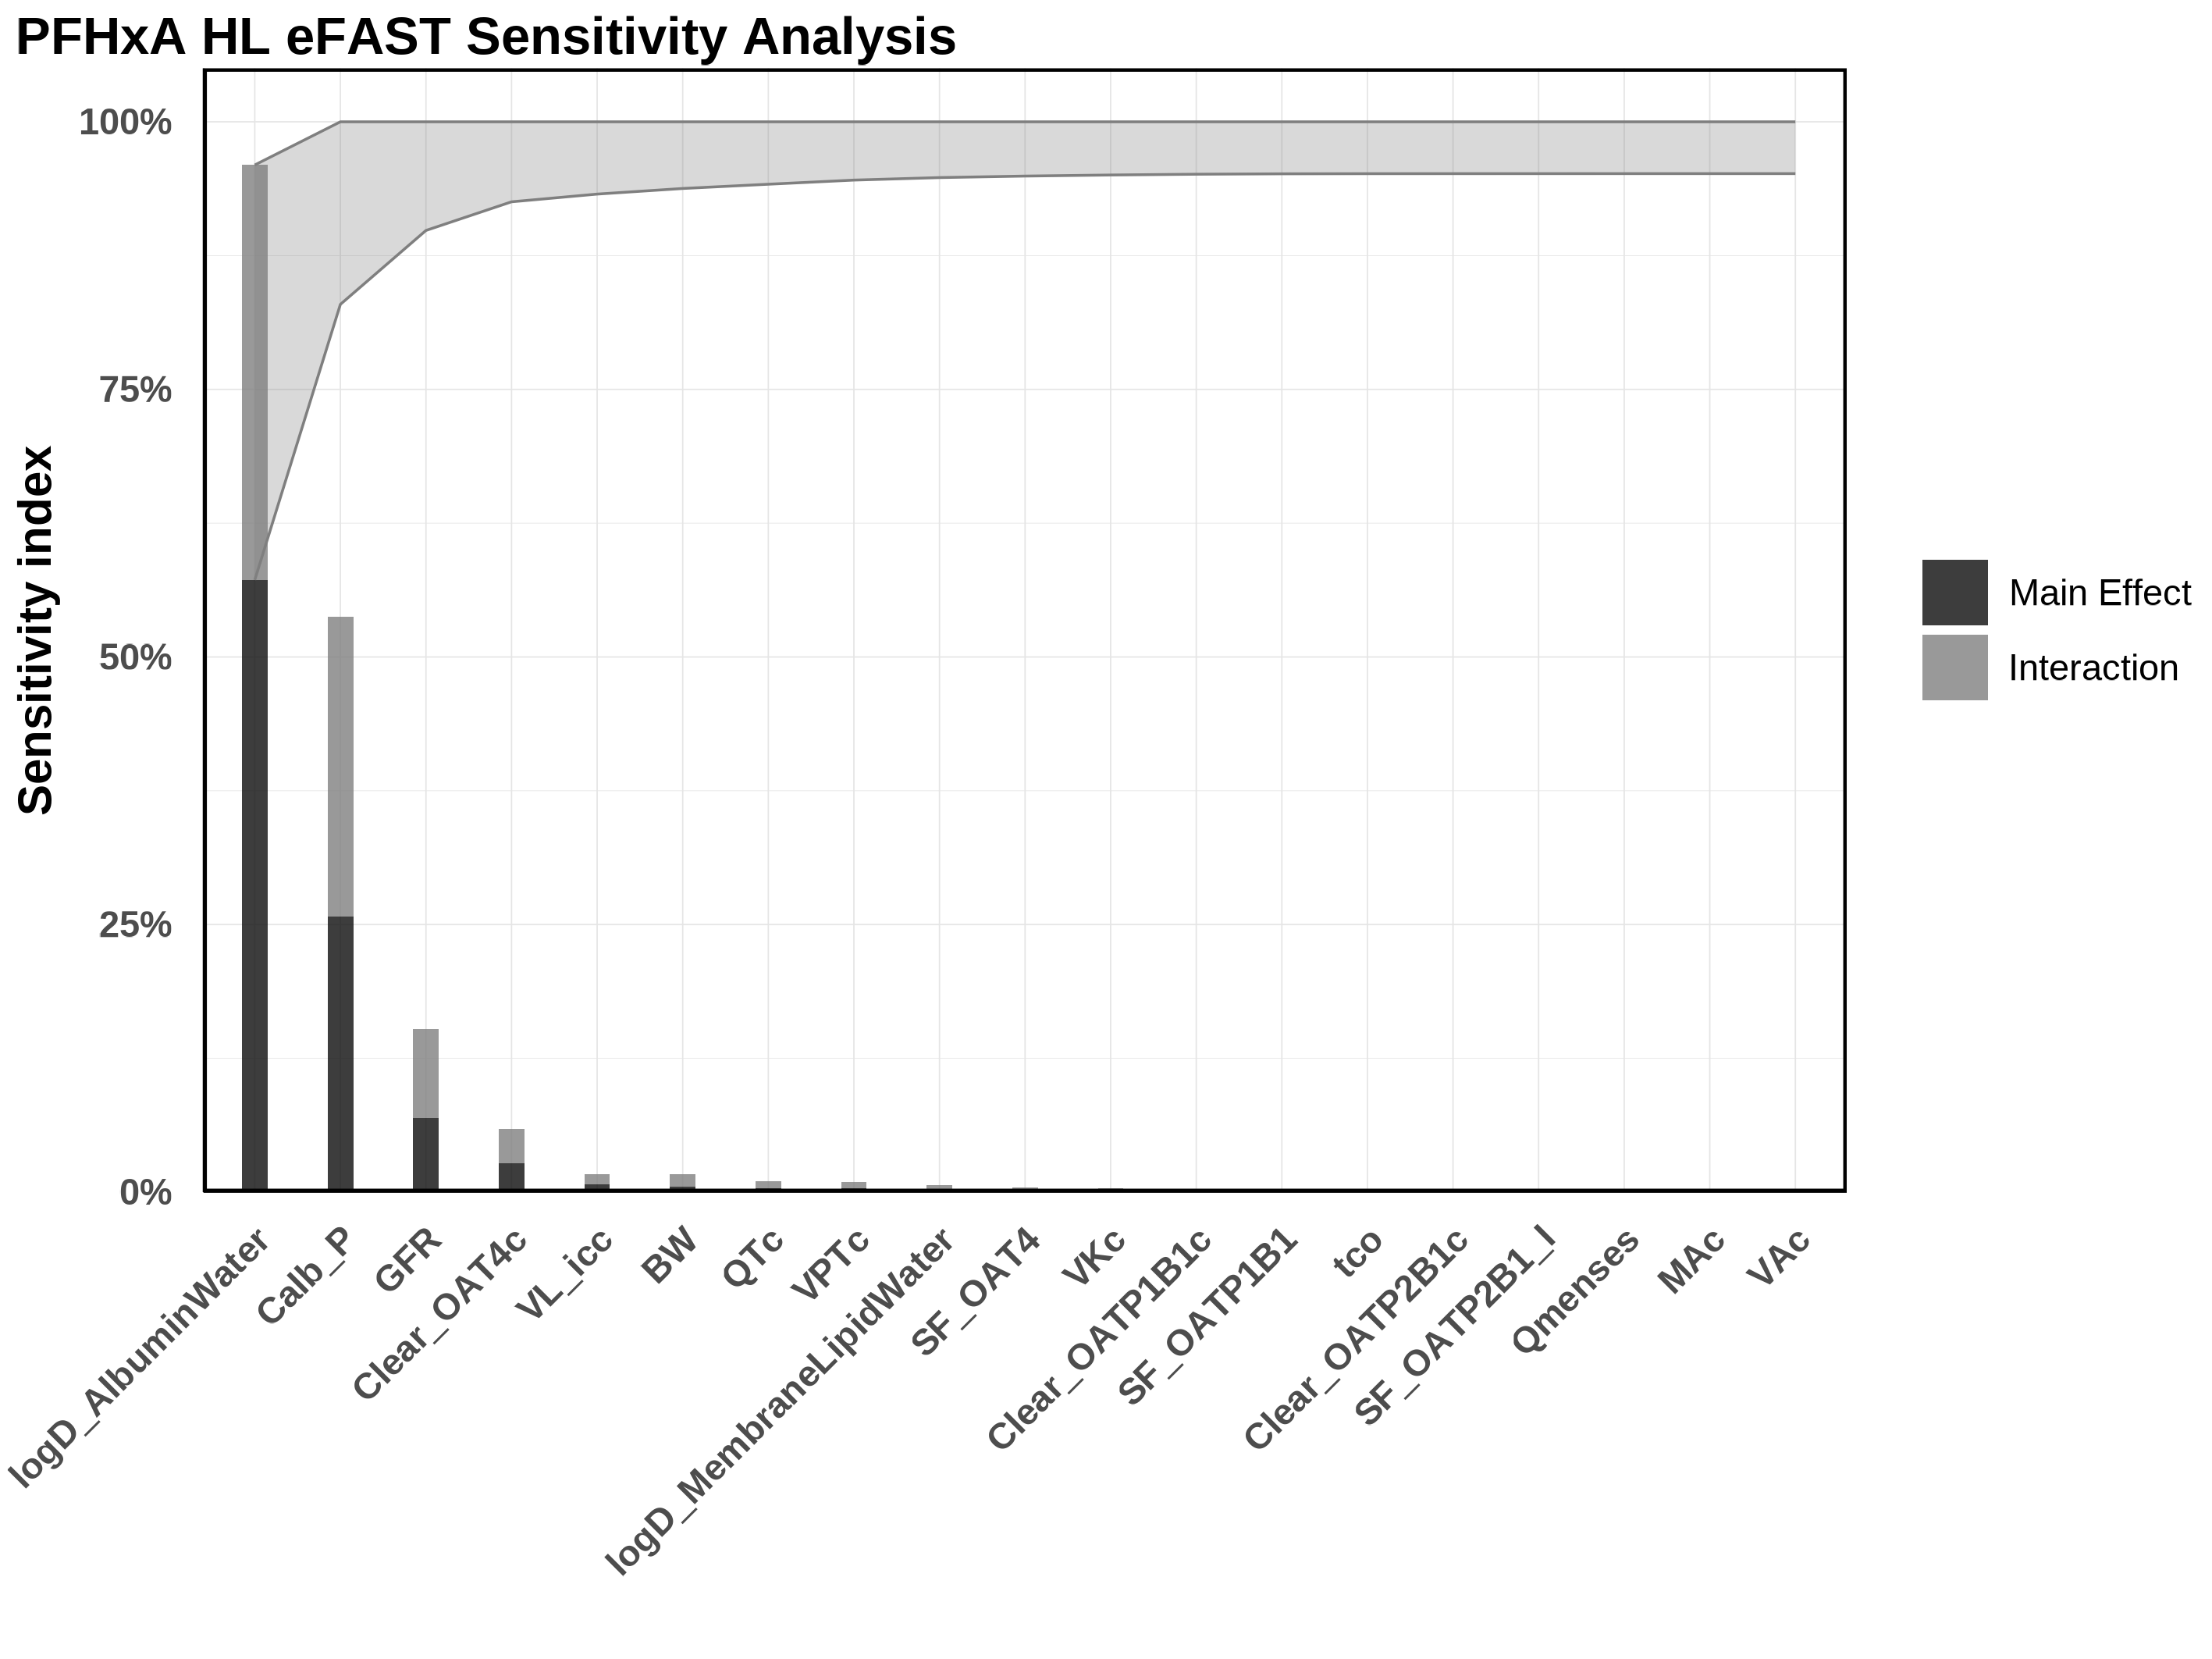 PFHxA HL eFAST Sensitivity Analysis
100%
75%
50%
25%
0%
Sensitivity index
logD_AlbuminWater
Calb_P
GFR
Clear_OAT4c
VL_icc
BW
QTc
VPTc
logD_MembraneLipidWater
SF_OAT4
VKc
Clear_OATP1B1c
SF_OATP1B1
tco
Clear_OATP2B1c
SF_OATP2B1_l
Qmenses
MAc
VAc
Main Effect
Interaction